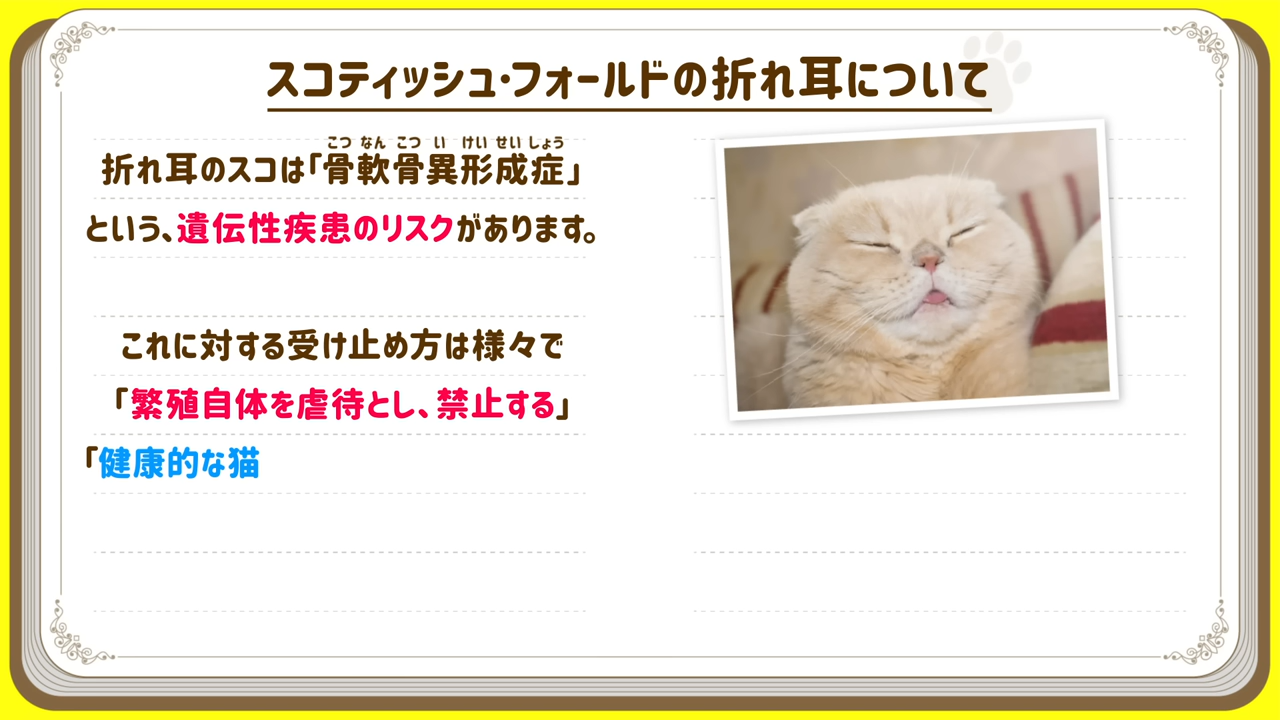 スコティッシュ・フォールドの折れ耳について
こつ なん こつ い けい せい しょう
折れ耳のスコは「骨軟骨異形成症」
という、遺伝性疾患のリスクがあります。
これに対する受け止め方は様々で
「繁殖自体を虐待とし、禁止する」
「健康的な猫